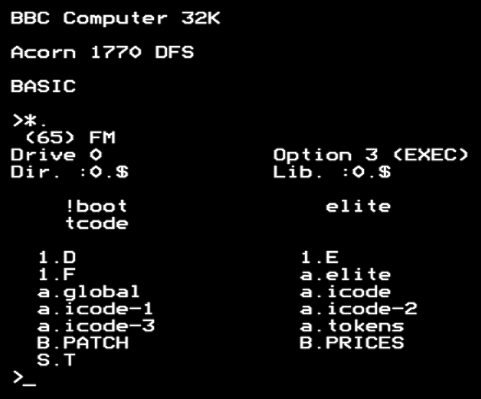 BBC Computer 32K
Acorn 1770 DFS
BASIC
>*.
(65) FM
Drive 0 Option 3 (EXEC)
Dir. :0.$ Lib. :0.$
!boot elite
tcode
1.D 1.E
1.F a.elite
a.global a.icode
a.icode-1 a.icode-2
a.icode-3 a.tokens
B.PATCH B.PRICES
S.T
>_